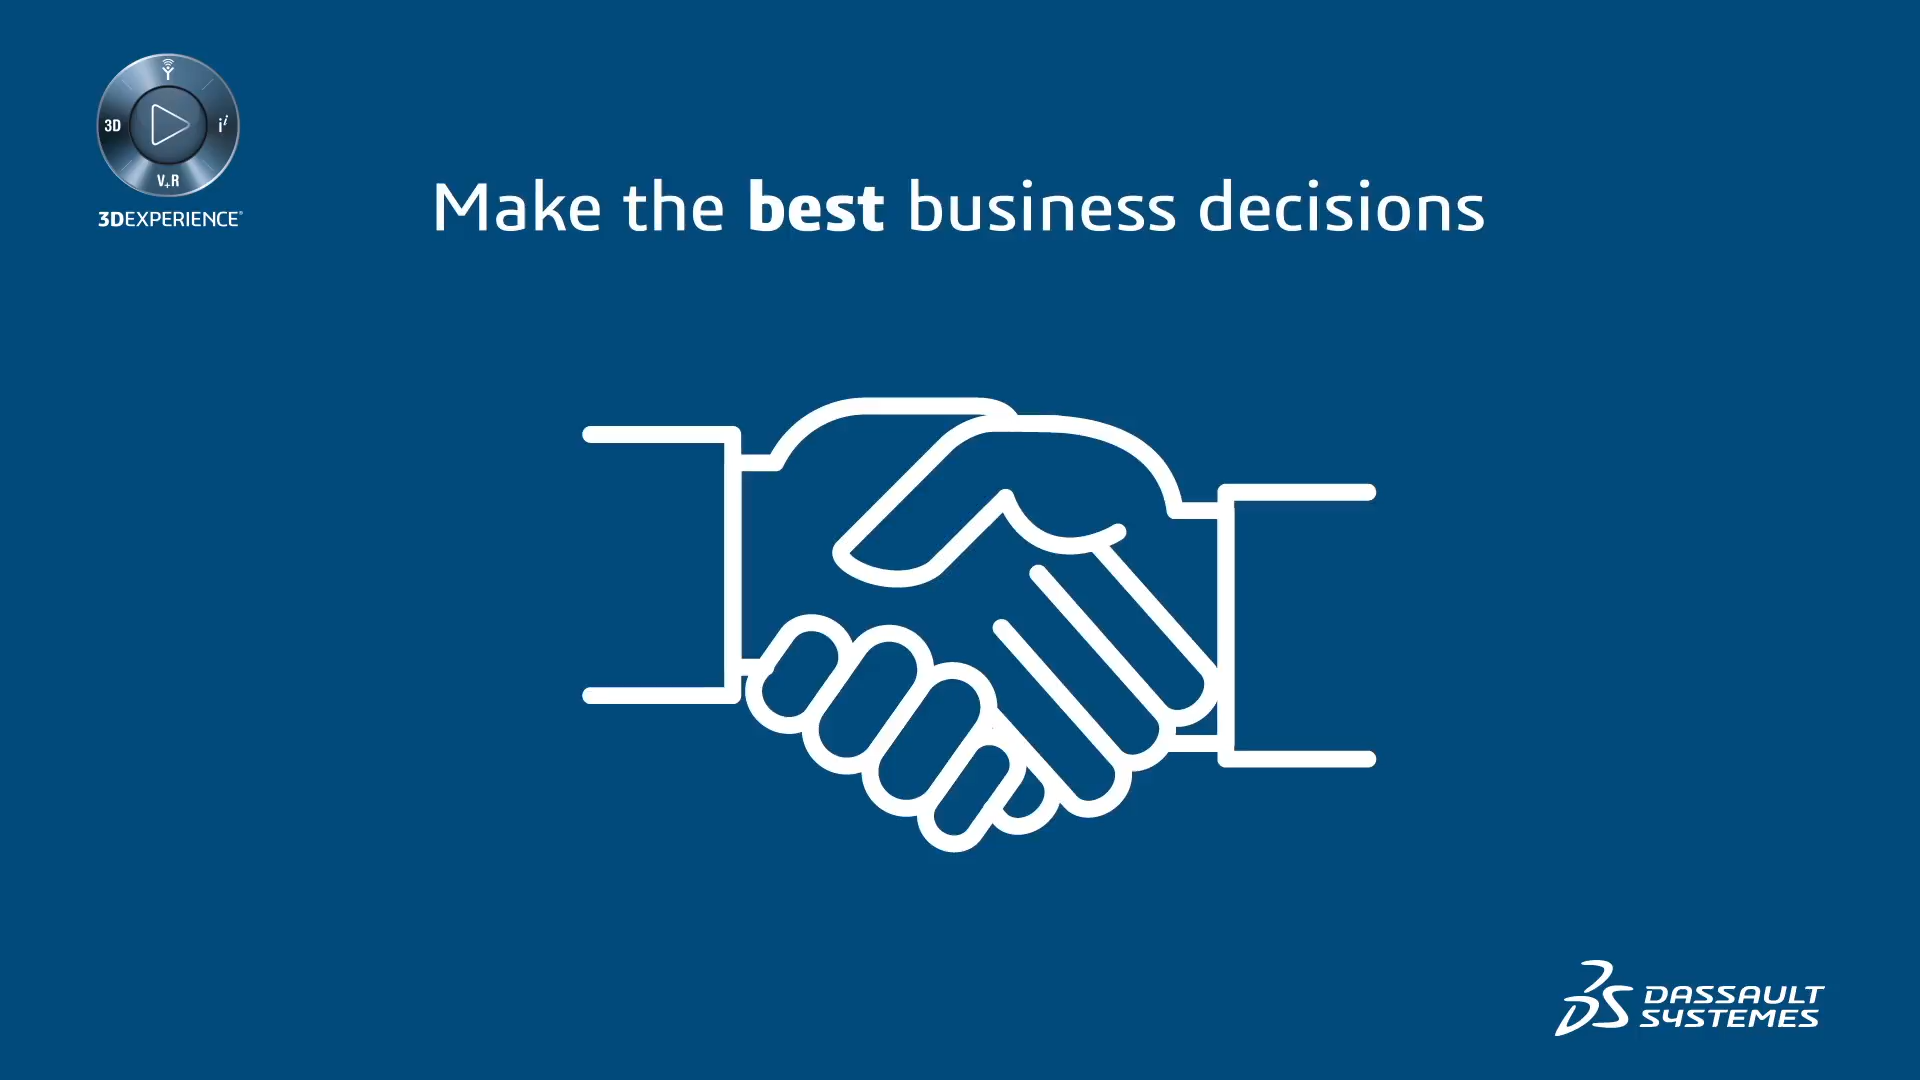 3D
i i
V+R
3DEXPERIENCE®
Make the best business decisions
DASSAULT
SYSTEMES